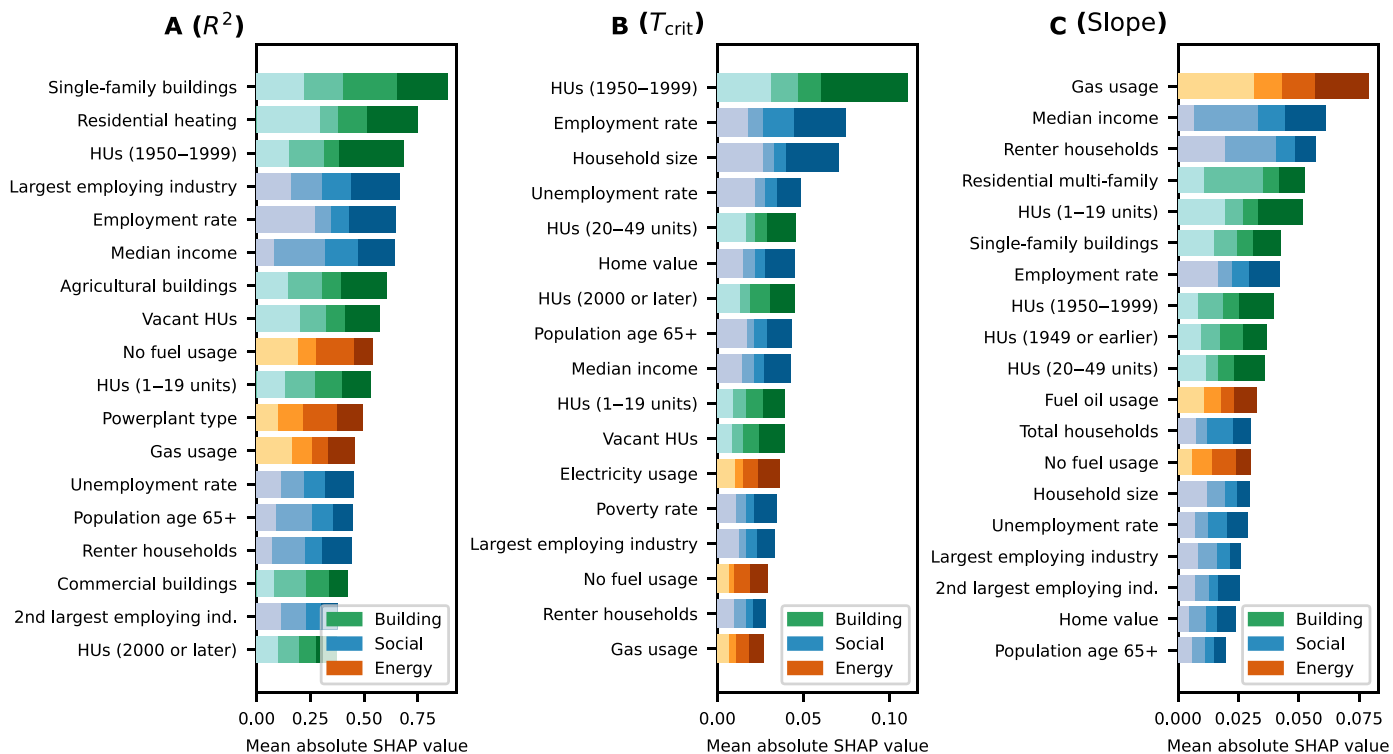 A (R²)
Single-family buildings
Residential heating
HUs (1950–1999)
Largest employing industry
Employment rate
Median income
Agricultural buildings
Vacant HUs
No fuel usage
HUs (1–19 units)
Powerplant type
Gas usage
Unemployment rate
Population age 65+
Renter households
Commercial buildings
2nd largest employing ind.
HUs (2000 or later)
Building
Social
Energy
0.00 0.25 0.50 0.75
Mean absolute SHAP value
B (T_crit)
HUs (1950–1999)
Employment rate
Household size
Unemployment rate
HUs (20–49 units)
Home value
HUs (2000 or later)
Population age 65+
Median income
HUs (1–19 units)
Vacant HUs
Electricity usage
Poverty rate
Largest employing industry
No fuel usage
Renter households
Gas usage
Building
Social
Energy
0.00 0.05 0.10
Mean absolute SHAP value
C (Slope)
Gas usage
Median income
Renter households
Residential multi-family
HUs (1–19 units)
Single-family buildings
Employment rate
HUs (1950–1999)
HUs (1949 or earlier)
HUs (20–49 units)
Fuel oil usage
Total households
No fuel usage
Household size
Unemployment rate
Largest employing industry
2nd largest employing ind.
Home value
Population age 65+
Building
Social
Energy
0.000 0.025 0.050 0.075
Mean absolute SHAP value